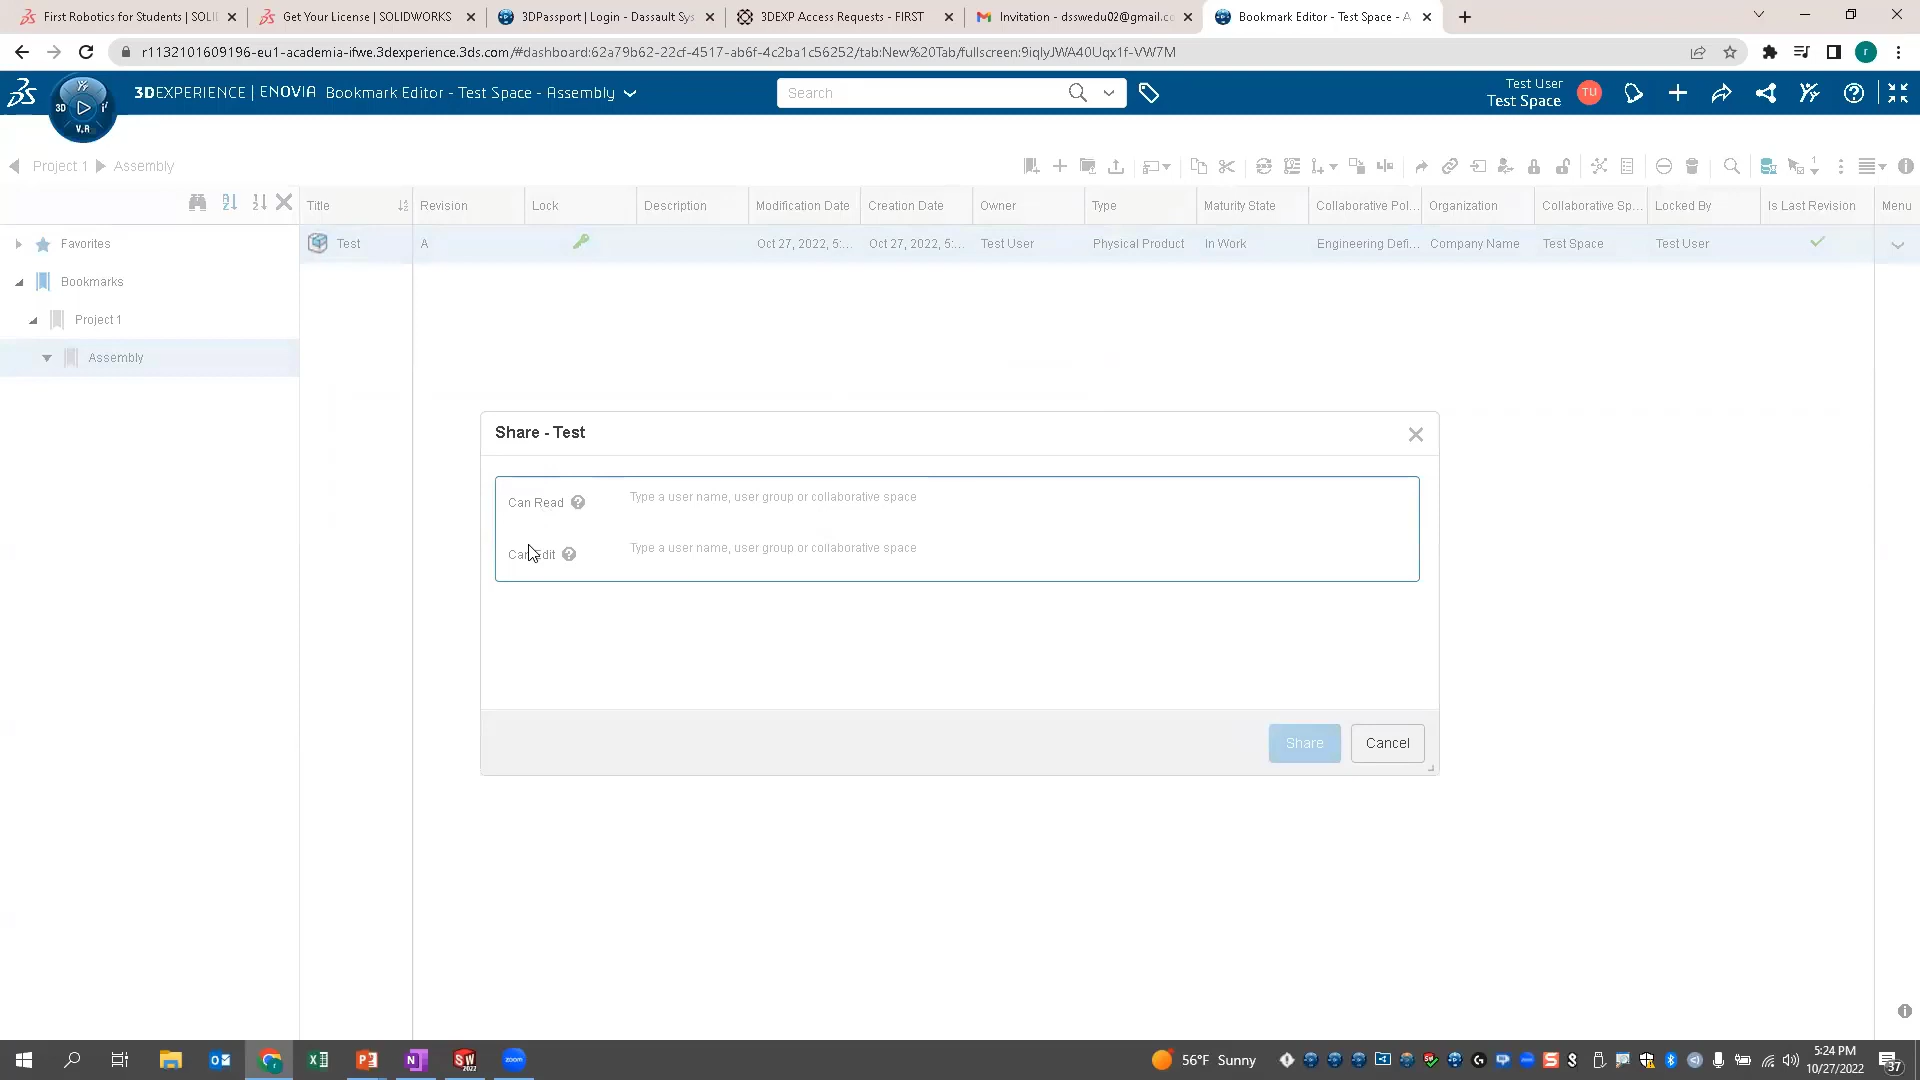 First Robotics for Students | SOLI
Get Your License | SOLIDWORKS
3DPassport | Login - Dassault Sys
3DEXP Access Requests - FIRST
Invitation - dsswedu02@gmail.co
Bookmark Editor - Test Space - A
r1132101609196-eu1-academia-ifwe.3dexperience.3ds.com/#dashboard:62a79b62-22cf-4517-ab6f-4c2ba1c56252/tab:New%20Tab/fullscreen:9iqlyJWA40Uqx1f-VW7M
r
3D
V.R
3DEXPERIENCE | ENOVIA Bookmark Editor - Test Space - Assembly
Search
Test User
Test Space
TU
Project 1
Assembly
1
Title
Revision
Lock
Description
Modification Date
Creation Date
Owner
Type
Maturity State
Collaborative Pol...
Organization
Collaborative Sp...
Locked By
Is Last Revision
Menu
Test
A
Oct 27, 2022, 5:...
Oct 27, 2022, 5:...
Test User
Physical Product
In Work
Engineering Defi...
Company Name
Test Space
Test User
Favorites
Bookmarks
Project 1
Assembly
Share - Test
Can Read
Type a user name, user group or collaborative space
Can Edit
Type a user name, user group or collaborative space
Share
Cancel
56°F Sunny
5:24 PM
10/27/2022
37